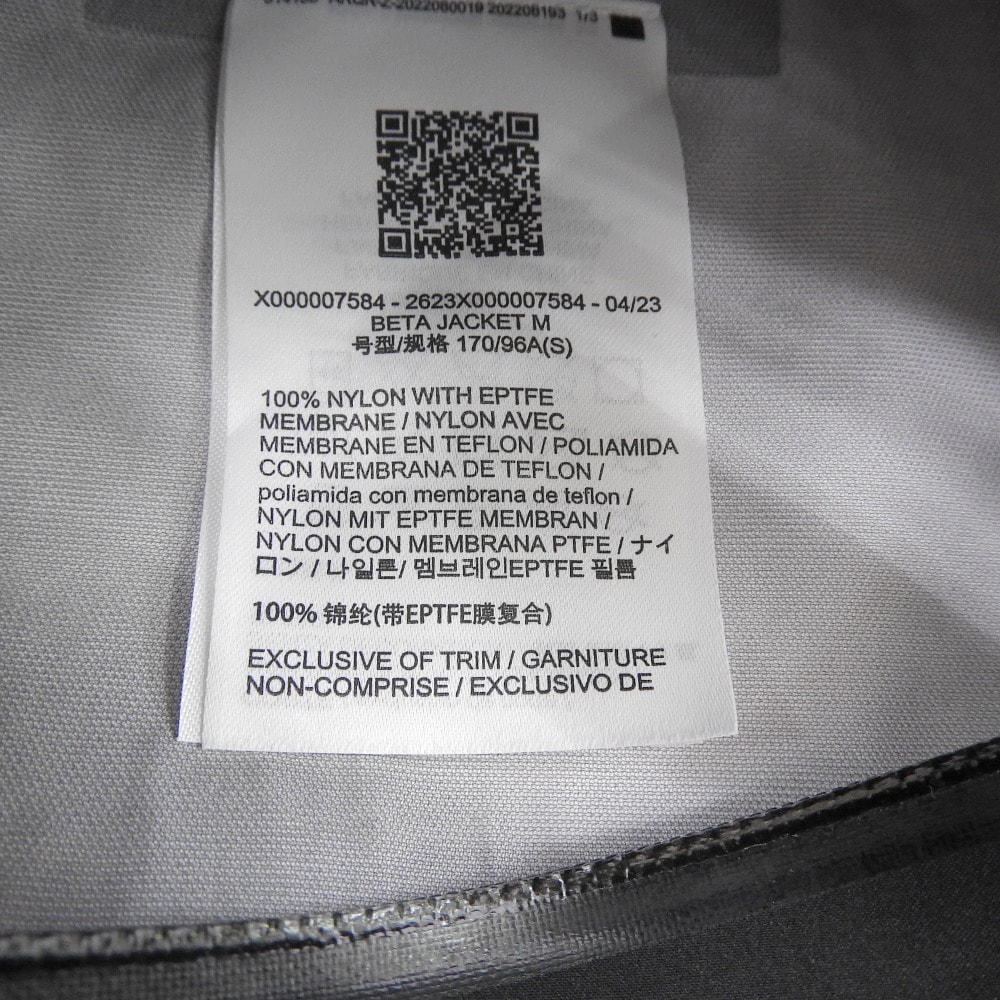 2022080019 202208193 1/3
X000007584 - 2623X000007584 - 04/23
BETA JACKET M
号型/规格 170/96A(S)
100% NYLON WITH EPTFE
MEMBRANE / NYLON AVEC
MEMBRANE EN TEFLON / POLIAMIDA
CON MEMBRANA DE TEFLON /
poliamida con membrana de teflon /
NYLON MIT EPTFE MEMBRAN /
NYLON CON MEMBRANA PTFE / ナイ
ロン / 나일론/ 멤브레인EPTFE 필름
100% 锦纶(带EPTFE膜复合)
EXCLUSIVE OF TRIM / GARNITURE
NON-COMPRISE / EXCLUSIVO DE